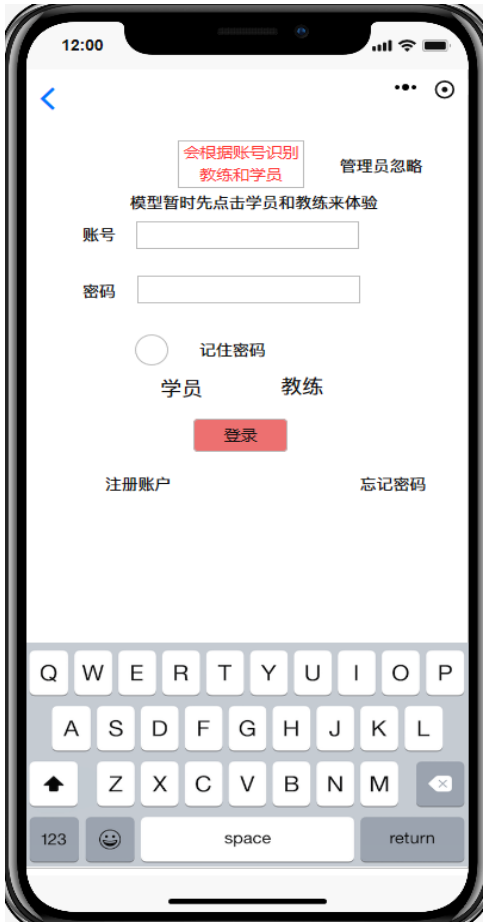 12:00
会根据账号识别
教练和学员
管理员忽略
模型暂时先点击学员和教练来体验
账号
密码
记住密码
学员 教练
登录
注册账户 忘记密码
Q W E R T Y U I O P
A S D F G H J K L
Z X C V B N M
123 space return